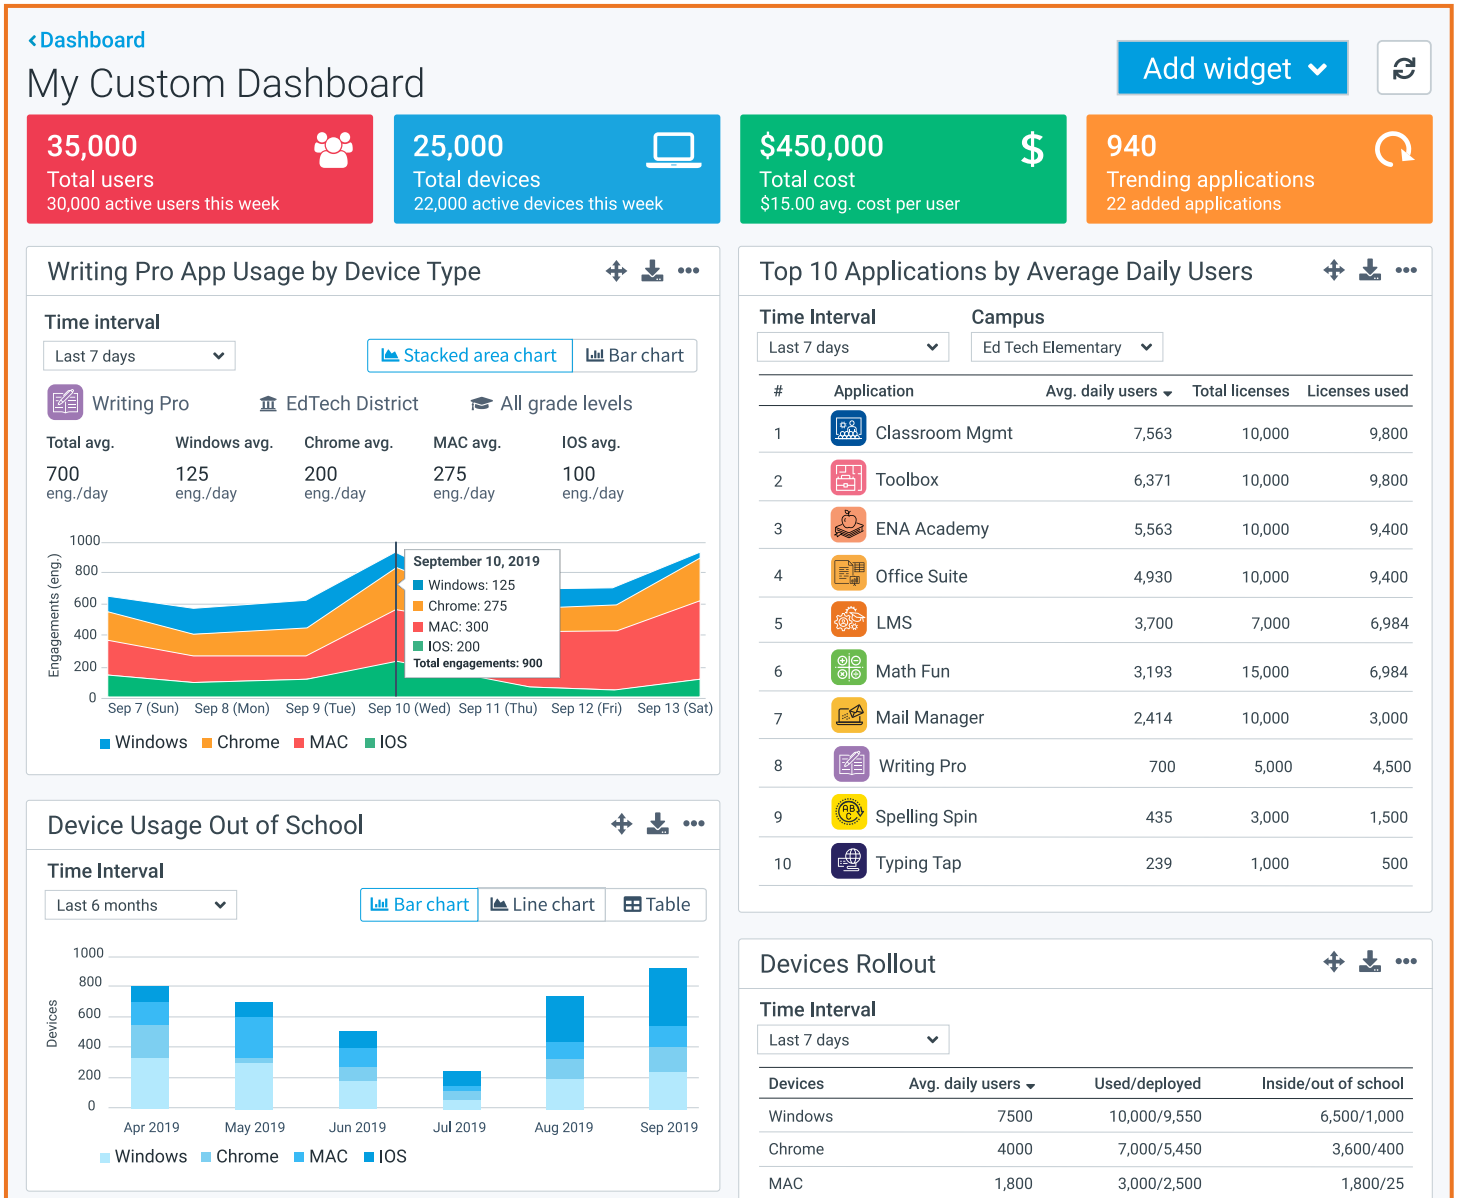 Dashboard
My Custom Dashboard
Add widget
35,000
Total users
30,000 active users this week
25,000
Total devices
22,000 active devices this week
$450,000
$
Total cost
$15.00 avg. cost per user
940
Trending applications
22 added applications
Writing Pro App Usage by Device Type
Time interval
Last 7 days
Stacked area chart
Bar chart
Writing Pro
EdTech District
All grade levels
Total avg. Windows avg. Chrome avg. MAC avg. IOS avg.
700 125 200 275 100
eng./day eng./day eng./day eng./day eng./day
Engagements (eng.)
1000
800
600
400
200
0
September 10, 2019
Windows: 125
Chrome: 275
MAC: 300
IOS: 200
Total engagements: 900
Sep 7 (Sun) Sep 8 (Mon) Sep 9 (Tue) Sep 10 (Wed) Sep 11 (Thu) Sep 12 (Fri) Sep 13 (Sat)
Windows Chrome MAC IOS
Device Usage Out of School
Time Interval
Last 6 months
Bar chart
Line chart
Table
Devices
1000
800
600
400
200
0
Apr 2019 May 2019 Jun 2019 Jul 2019 Aug 2019 Sep 2019
Windows Chrome MAC IOS
Top 10 Applications by Average Daily Users
Time Interval Campus
Last 7 days Ed Tech Elementary
# Application Avg. daily users Total licenses Licenses used
1 Classroom Mgmt 7,563 10,000 9,800
2 Toolbox 6,371 10,000 9,800
3 ENA Academy 5,563 10,000 9,400
4 Office Suite 4,930 10,000 9,400
5 LMS 3,700 7,000 6,984
6 Math Fun 3,193 15,000 6,984
7 Mail Manager 2,414 10,000 3,000
8 Writing Pro 700 5,000 4,500
9 ABC Spelling Spin 435 3,000 1,500
10 Typing Tap 239 1,000 500
Devices Rollout
Time Interval
Last 7 days
Devices Avg. daily users Used/deployed Inside/out of school
Windows 7500 10,000/9,550 6,500/1,000
Chrome 4000 7,000/5,450 3,600/400
MAC 1,800 3,000/2,500 1,800/25